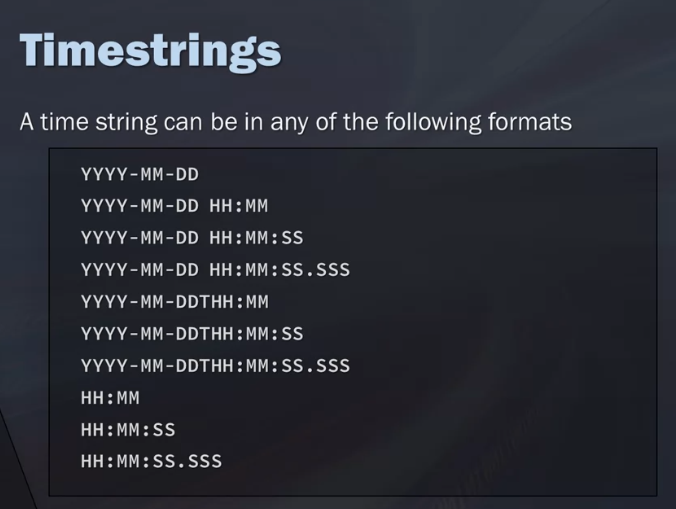 Timestrings
A time string can be in any of the following formats
YYYY-MM-DD
YYYY-MM-DD HH:MM
YYYY-MM-DD HH:MM:SS
YYYY-MM-DD HH:MM:SS.SSS
YYYY-MM-DDTHH:MM
YYYY-MM-DDTHH:MM:SS
YYYY-MM-DDTHH:MM:SS.SSS
HH:MM
HH:MM:SS
HH:MM:SS.SSS